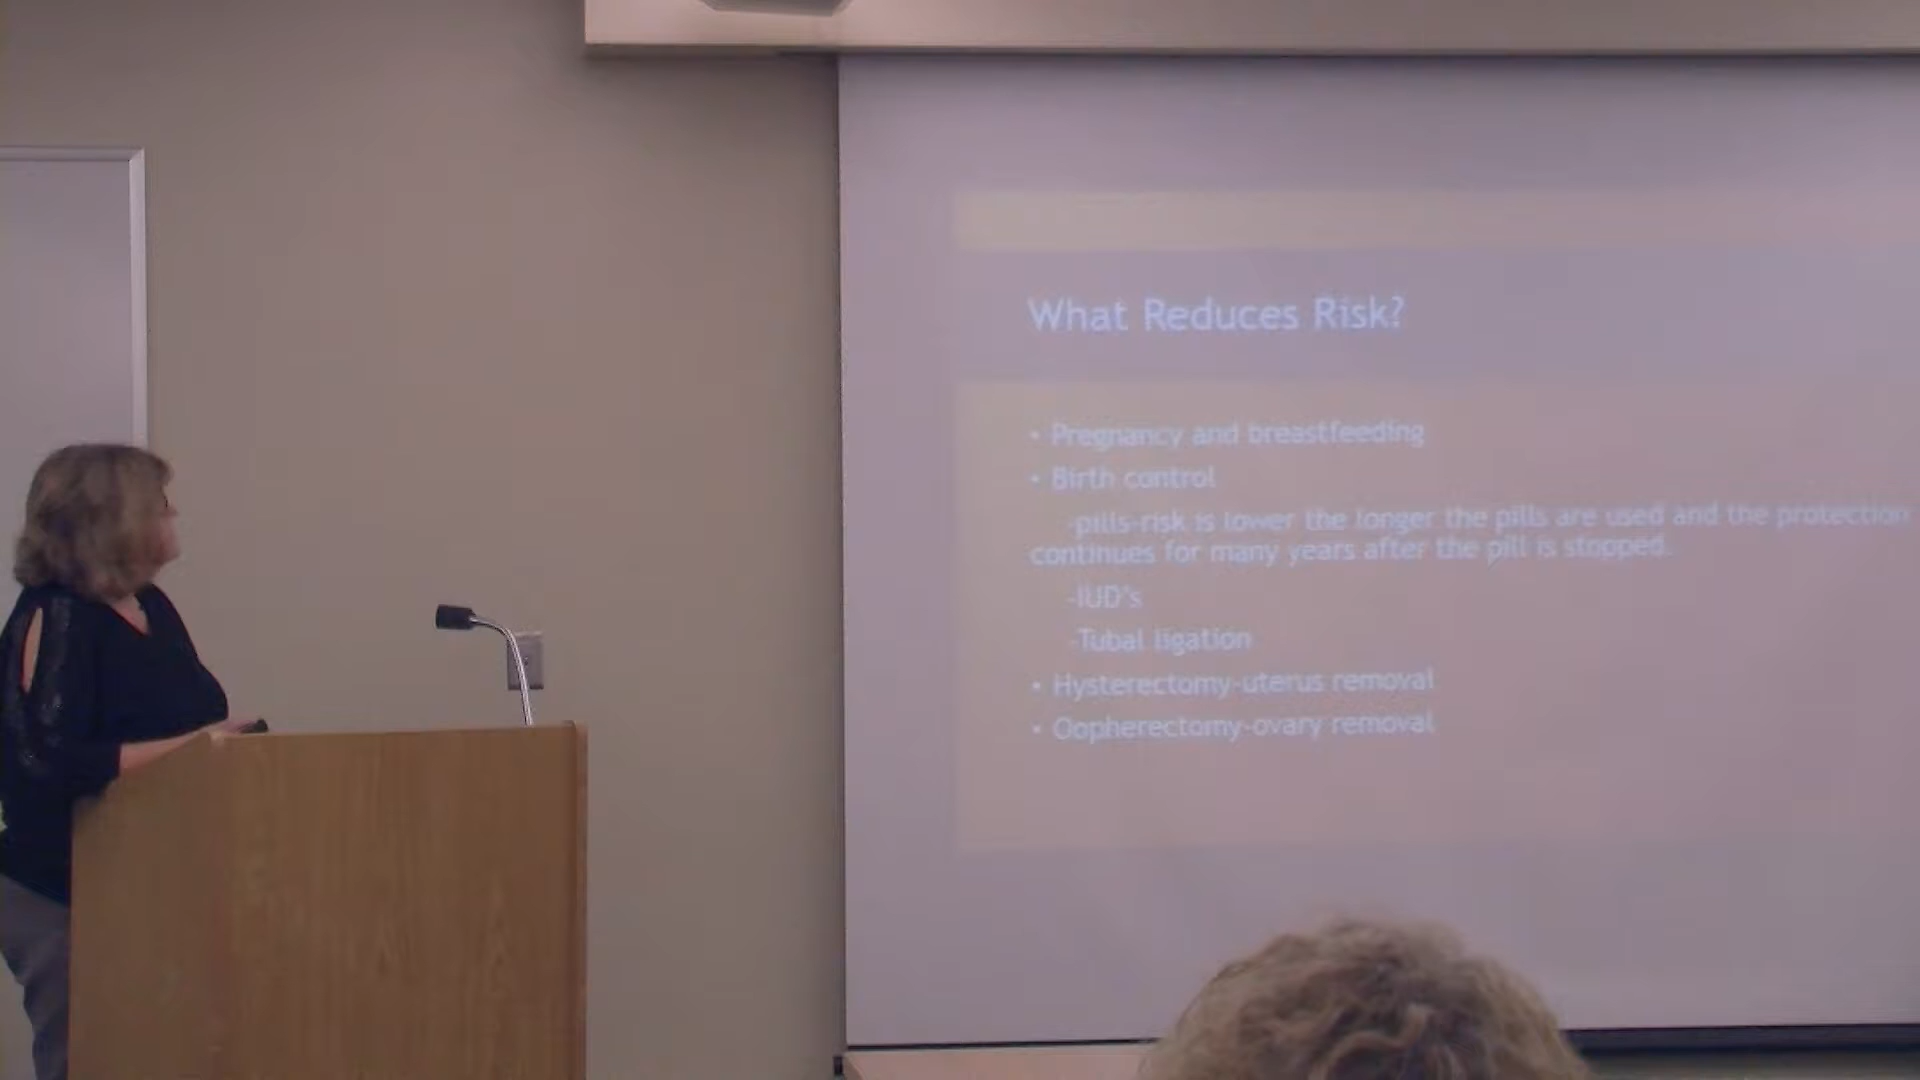 What Reduces Risk?
• Pregnancy and breastfeeding
• Birth control
-pills-risk is lower the longer the pills are used and the protection
continues for many years after the pill is stopped.
-IUD's
-Tubal ligation
• Hysterectomy-uterus removal
• Oopherectomy-ovary removal